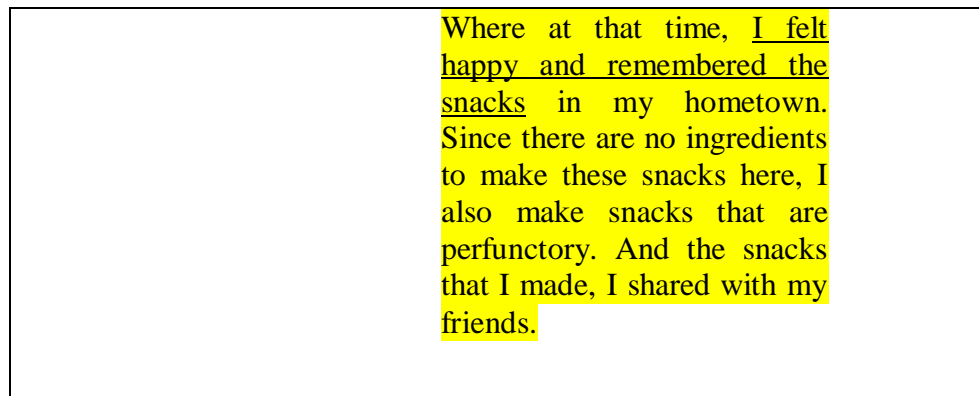 Where at that time, I felt
happy and remembered the
snacks in my hometown.
Since there are no ingredients
to make these snacks here, I
also make snacks that are
perfunctory. And the snacks
that I made, I shared with my
friends.